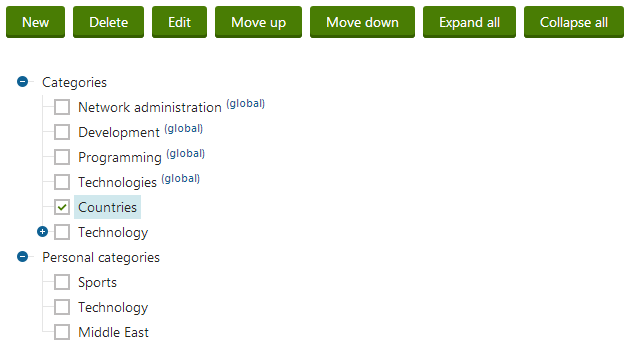 New Delete Edit Move up Move down Expand all Collapse all
Categories
Network administration (global)
Development (global)
Programming (global)
Technologies (global)
Countries
Technology
Personal categories
Sports
Technology
Middle East